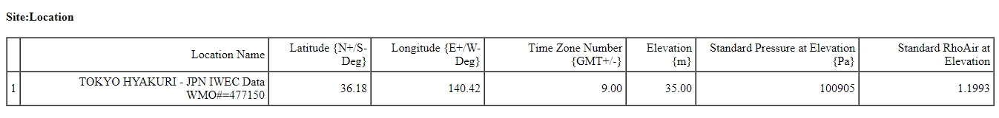 Site:Location
Location Name
Latitude {N+/S-
Deg}
Longitude {E+/W-
Deg}
Time Zone Number
{GMT+/-}
Elevation
{m}
Standard Pressure at Elevation
{Pa}
Standard RhoAir at
Elevation
1
TOKYO HYAKURI - JPN IWEC Data
WMO#=477150
36.18
140.42
9.00
35.00
100905
1.1993